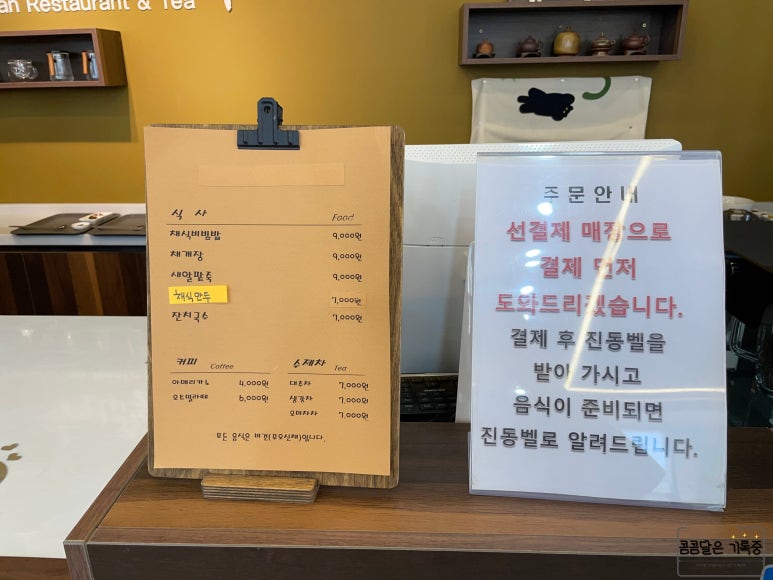 an Restaurant & Tea
식 사 Food
채식비빔밥 9,000원
채개장 9,000원
새알팥죽 9,000원
채식만두 7,000원
잔치국수 7,000원
커피 Coffee
아메리카노 4,000원
오트밀라떼 6,000원
수제차 Tea
대추차 7,000원
생강차 7,000원
오미자차 7,000원
모든 음식은 비건(무오신채)입니다.
주문안내
선결제 매장으로
결제 먼저
도와드리겠습니다.
결제 후 진동벨을
받아 가시고
음식이 준비되면
진동벨로 알려드립니다.
콤콤달은 기록중